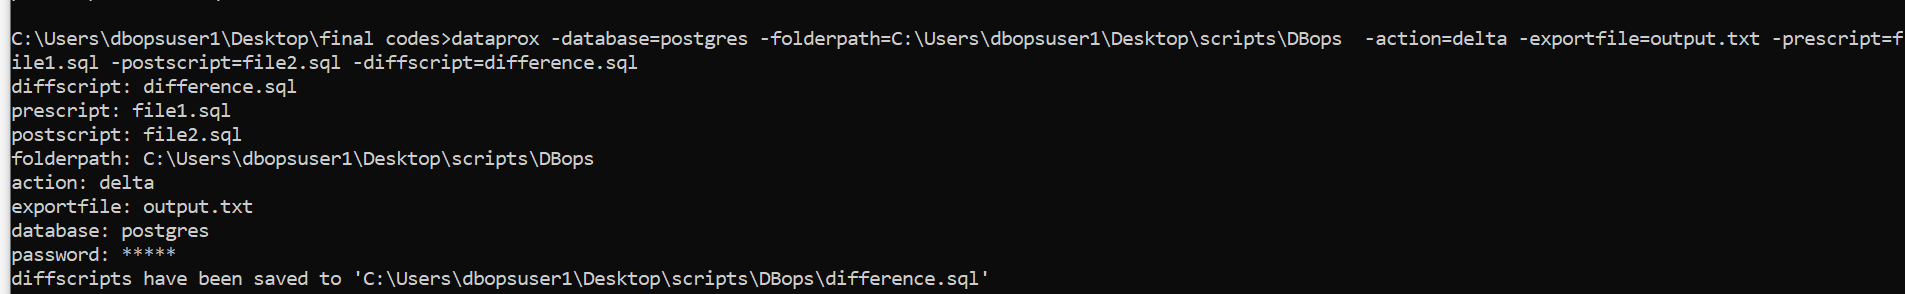 C:\Users\dbopsuser1\Desktop\final codes>dataprox -database=postgres -folderpath=C:\Users\dbopsuser1\Desktop\scripts\DBops  -action=delta -exportfile=output.txt -prescript=f
ile1.sql -postscript=file2.sql -diffscript=difference.sql
diffscript: difference.sql
prescript: file1.sql
postscript: file2.sql
folderpath: C:\Users\dbopsuser1\Desktop\scripts\DBops
action: delta
exportfile: output.txt
database: postgres
password: *****
diffscripts have been saved to 'C:\Users\dbopsuser1\Desktop\scripts\DBops\difference.sql'